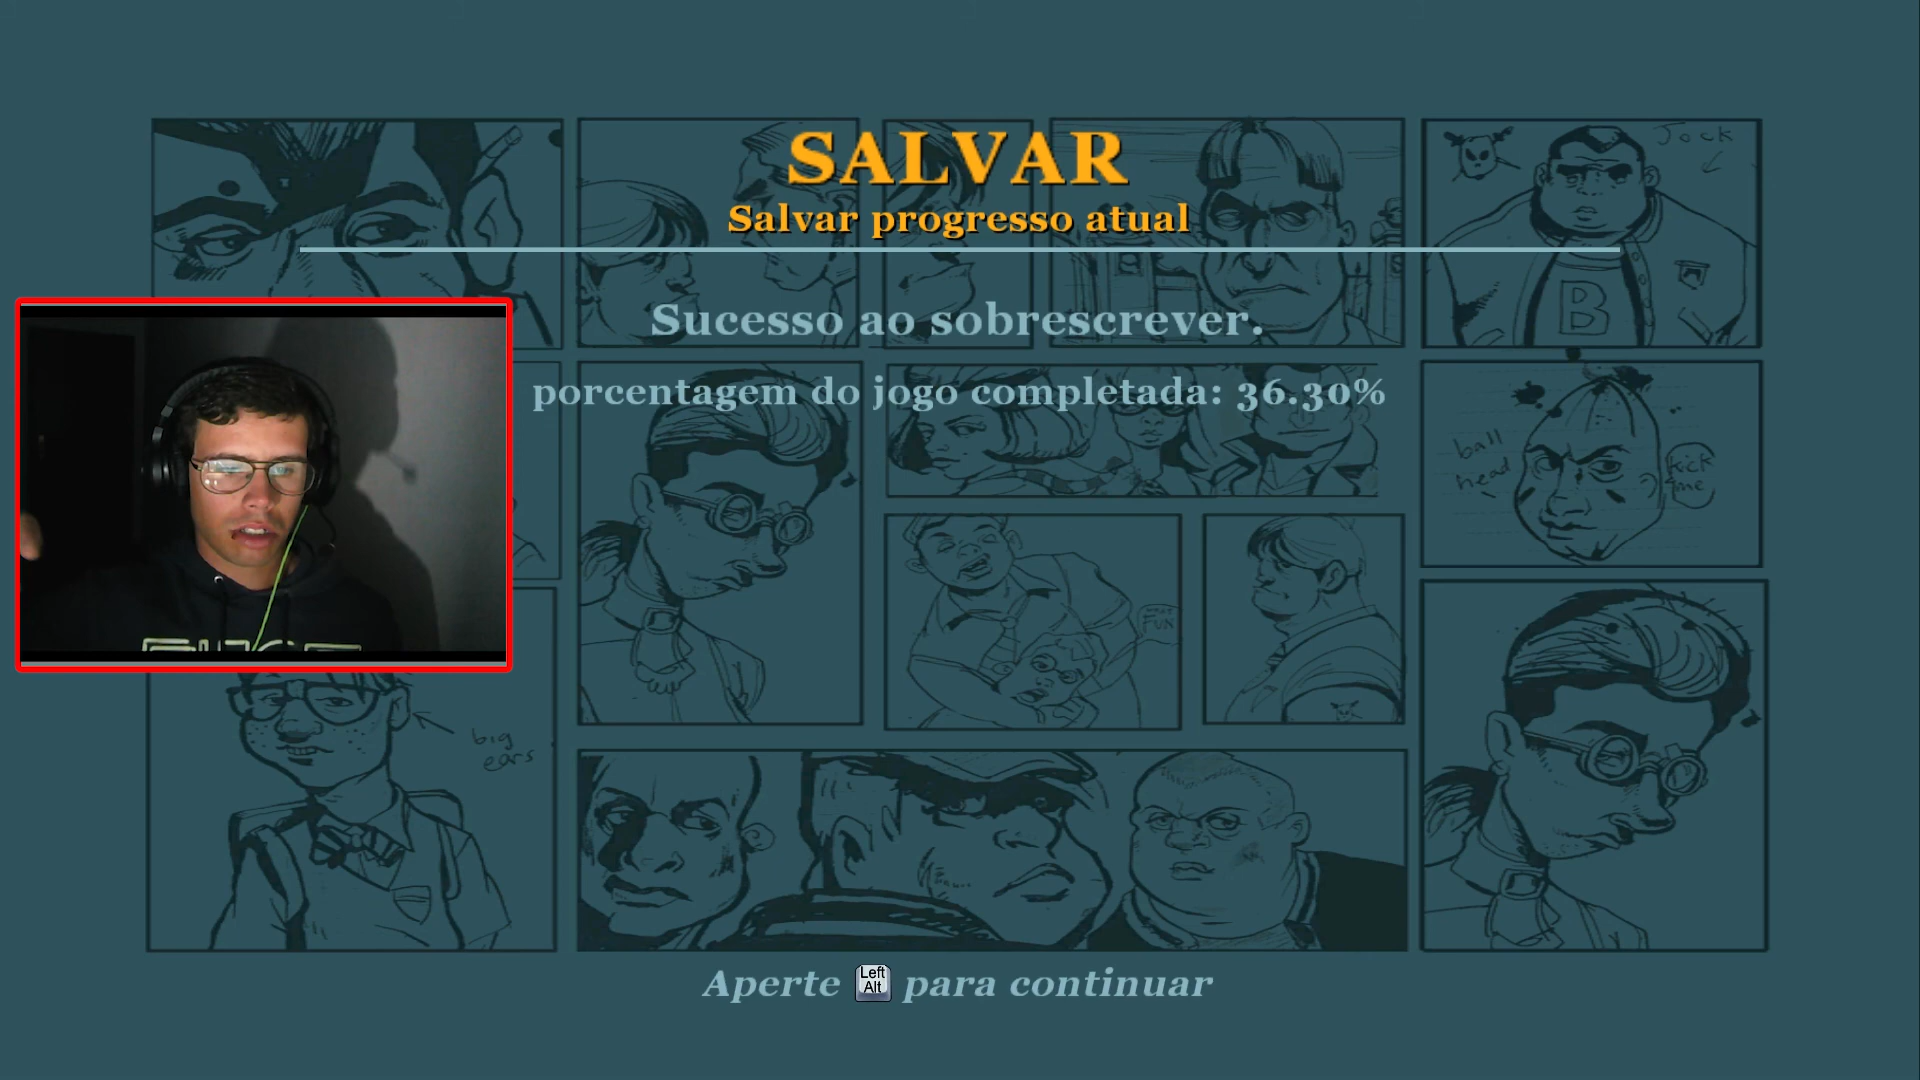 SALVAR
Salvar progresso atual
Jock
Sucesso ao sobrescrever.
B
porcentagem do jogo completada: 36.30%
ball
head
kick
me
FUN
big
ears
Aperte Left Alt para continuar